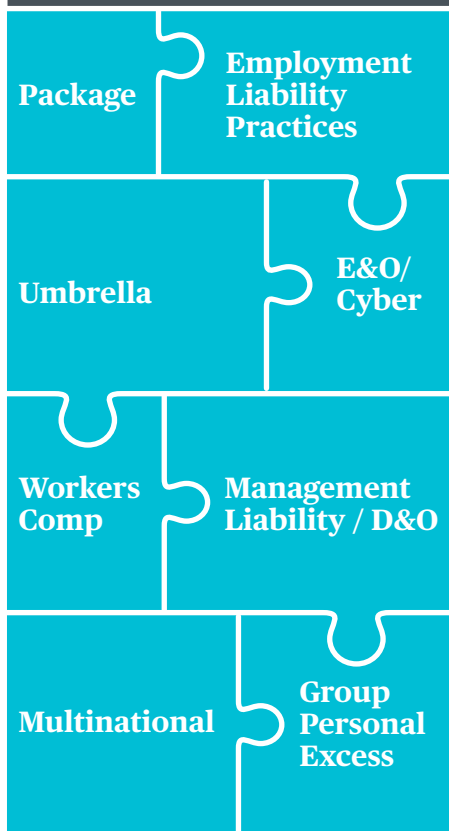 Package
Employment
Liability
Practices
Umbrella
E&O/
Cyber
Workers
Comp
Management
Liability / D&O
Multinational
Group
Personal
Excess